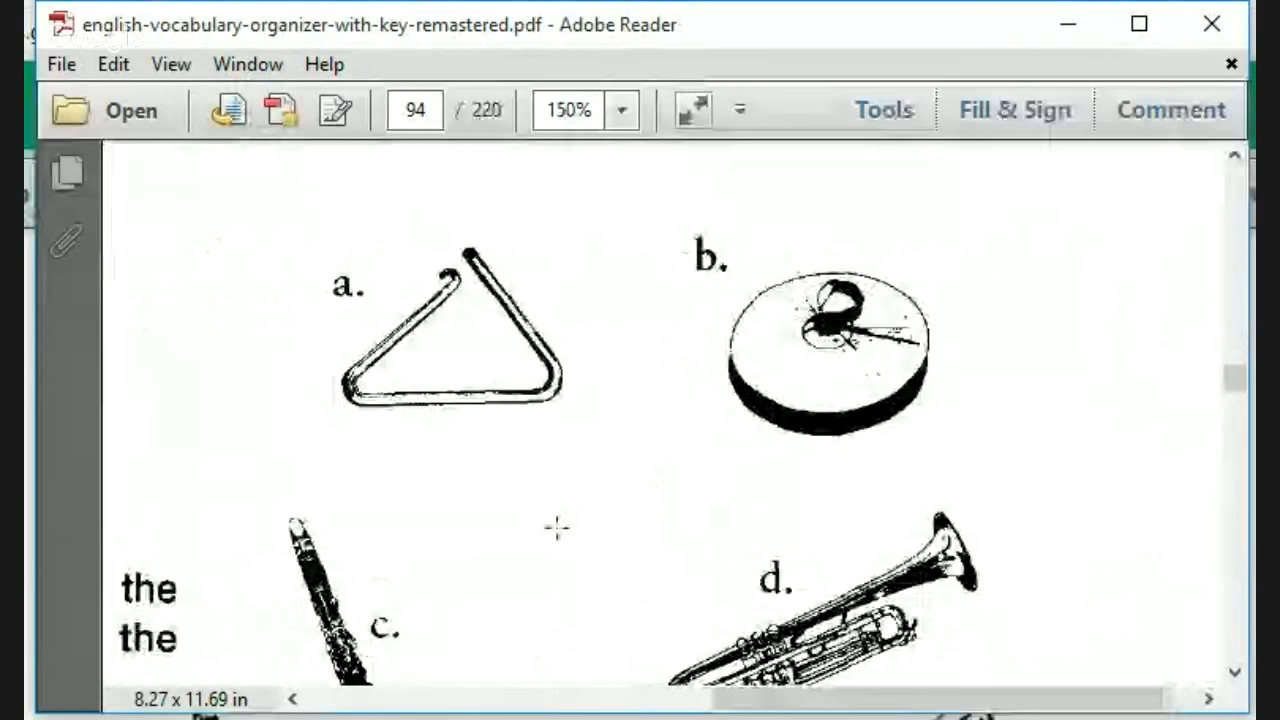 english-vocabulary-organizer-with-key-remastered.pdf - Adobe Reader
File Edit View Window Help
Open 94 / 220 150% Tools Fill & Sign Comment
a.
b.
the
the
c.
d.
8.27 x 11.69 in